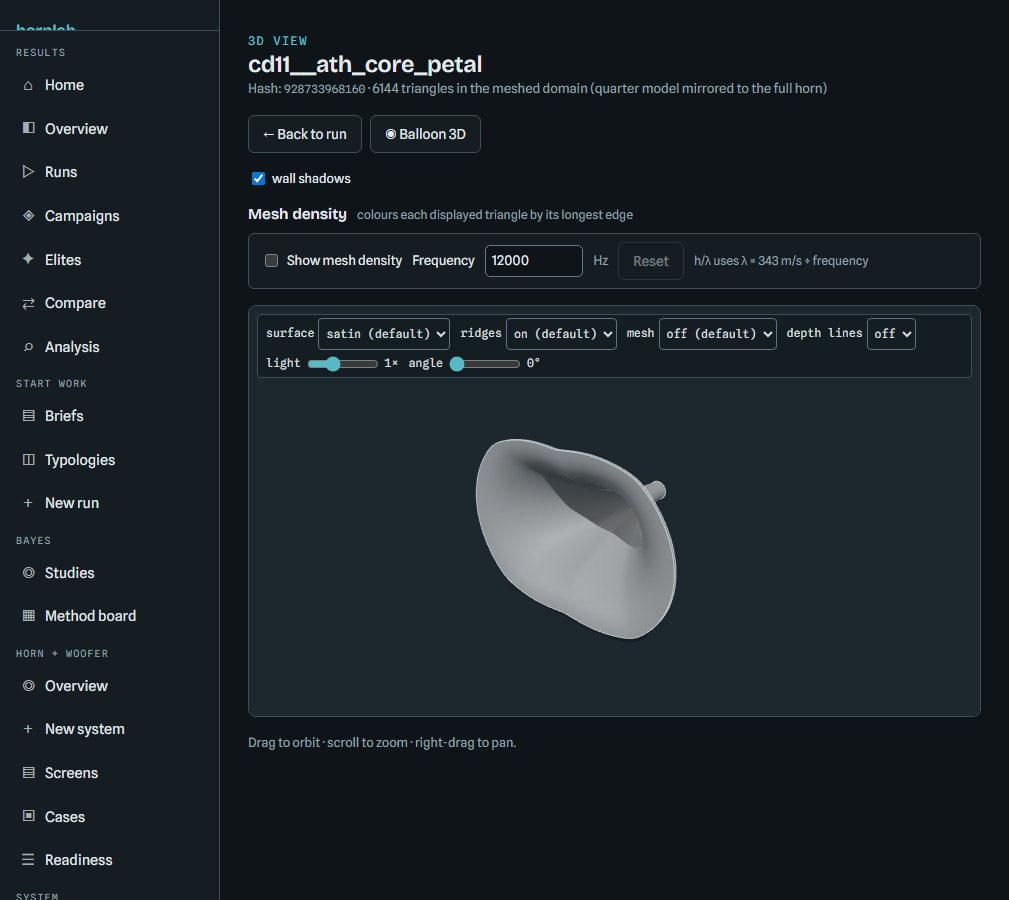 RESULTS
Home
Overview
Runs
Campaigns
Elites
Compare
Analysis
START WORK
Briefs
Typologies
+ New run
BAYES
Studies
Method board
HORN + WOOFER
Overview
+ New system
Screens
Cases
Readiness
SYSTEM
3D VIEW
cd11__ath_core_petal
Hash: 928733968160 · 6144 triangles in the meshed domain (quarter model mirrored to the full horn)
← Back to run ◉ Balloon 3D
wall shadows
Mesh density colours each displayed triangle by its longest edge
Show mesh density Frequency 12000 Hz Reset h/λ uses λ = 343 m/s ÷ frequency
surface satin (default) ridges on (default) mesh off (default) depth lines off
light 1× angle 0°
Drag to orbit · scroll to zoom · right-drag to pan.